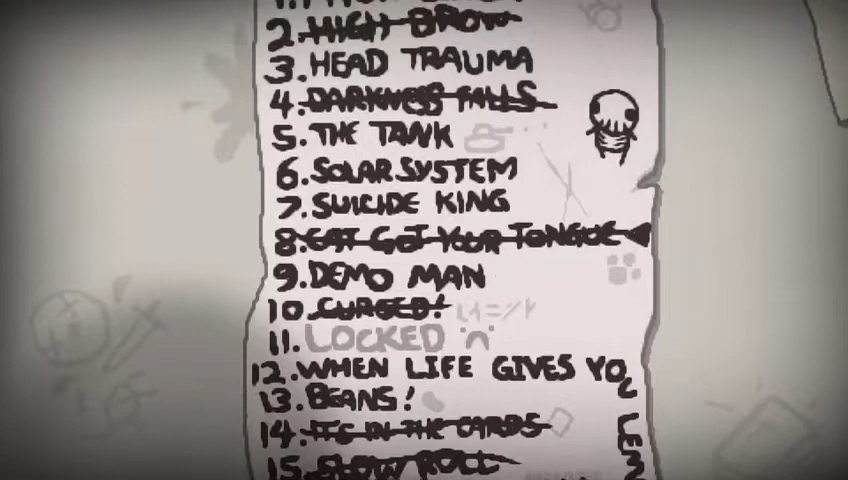 2. HIGH BROW
3. HEAD TRAUMA
4. DARKNESS FALLS
5. THE TANK
6. SOLAR SYSTEM
7. SUICIDE KING
8. CAT GOT YOUR TONGUE
9. DEMO MAN
10. CURSED!
11. LOCKED
12. WHEN LIFE GIVES YOU LEM
13. BEANS!
14. ITS IN THE CARDS
15. SLOW ROLL